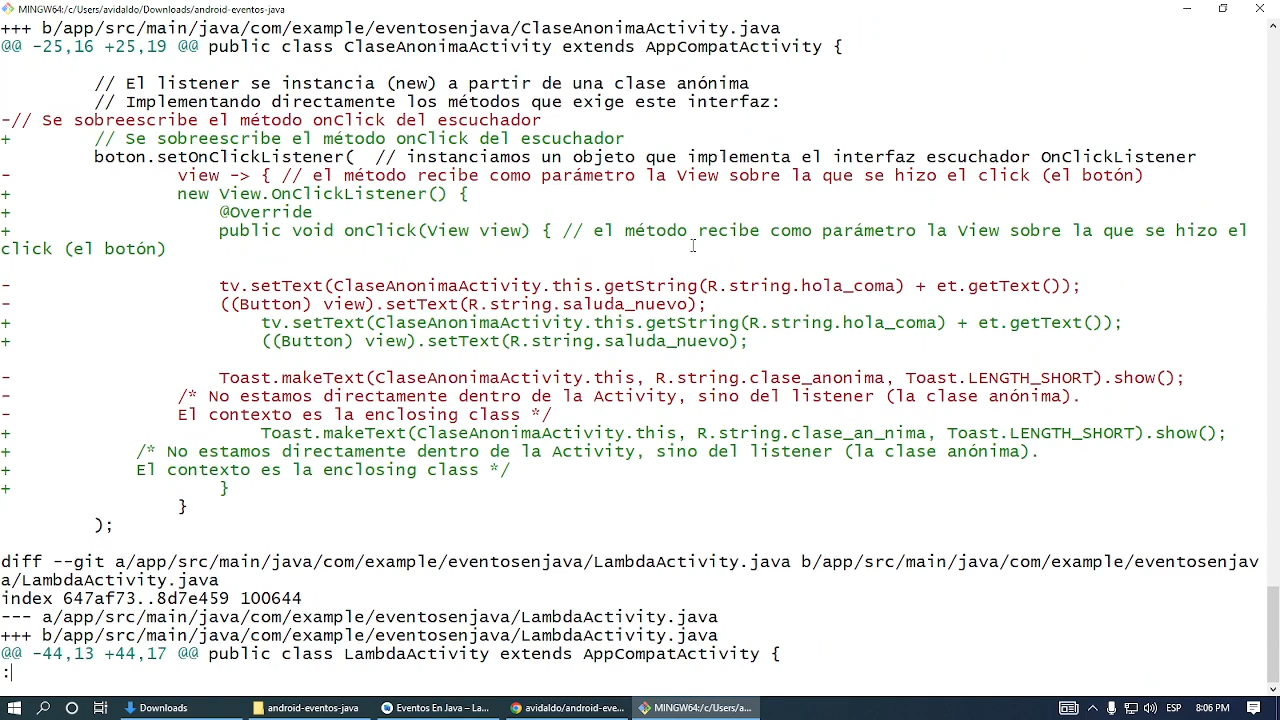 MINGW64:/c/Users/avidaldo/Downloads/android-eventos-java
+++ b/app/src/main/java/com/example/eventosenjava/ClaseAnonimaActivity.java
@@ -25,16 +25,19 @@ public class ClaseAnonimaActivity extends AppCompatActivity {
// El listener se instancia (new) a partir de una clase anónima
// Implementando directamente los métodos que exige este interfaz:
-// Se sobreescribe el método onClick del escuchador
+ // Se sobreescribe el método onClick del escuchador
boton.setOnClickListener( // instanciamos un objeto que implementa el interfaz escuchador OnClickListener
- view -> { // el método recibe como parámetro la View sobre la que se hizo el click (el botón)
+ new View.OnClickListener() {
+ @Override
+ public void onClick(View view) { // el método recibe como parámetro la View sobre la que se hizo el
click (el botón)
- tv.setText(ClaseAnonimaActivity.this.getString(R.string.hola_coma) + et.getText());
- ((Button) view).setText(R.string.saluda_nuevo);
+ tv.setText(ClaseAnonimaActivity.this.getString(R.string.hola_coma) + et.getText());
+ ((Button) view).setText(R.string.saluda_nuevo);
- Toast.makeText(ClaseAnonimaActivity.this, R.string.clase_anonima, Toast.LENGTH_SHORT).show();
- /* No estamos directamente dentro de la Activity, sino del listener (la clase anónima).
- El contexto es la enclosing class */
+ Toast.makeText(ClaseAnonimaActivity.this, R.string.clase_an_nima, Toast.LENGTH_SHORT).show();
+ /* No estamos directamente dentro de la Activity, sino del listener (la clase anónima).
+ El contexto es la enclosing class */
+ }
}
);
diff --git a/app/src/main/java/com/example/eventosenjava/LambdaActivity.java b/app/src/main/java/com/example/eventosenjav
a/LambdaActivity.java
index 647af73..8d7e459 100644
--- a/app/src/main/java/com/example/eventosenjava/LambdaActivity.java
+++ b/app/src/main/java/com/example/eventosenjava/LambdaActivity.java
@@ -44,13 +44,17 @@ public class LambdaActivity extends AppCompatActivity {
:
Downloads
android-eventos-java
Eventos En Java – La...
avidaldo/android-eve...
MINGW64:/c/Users/a...
ESP
8:06 PM